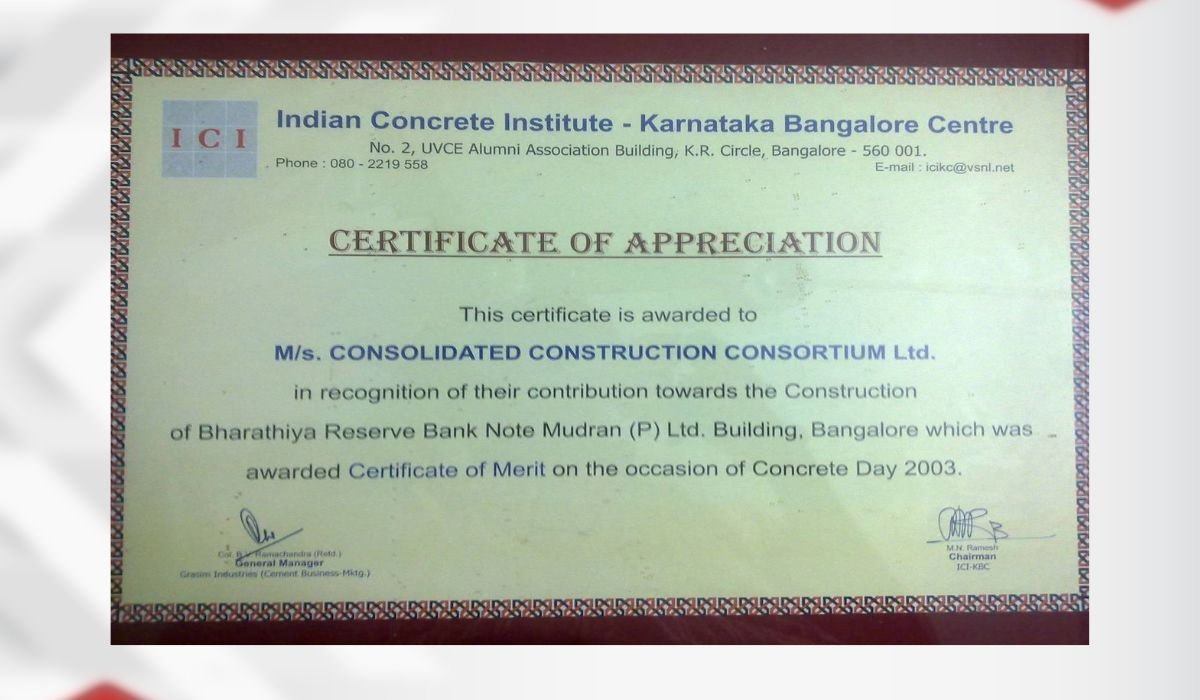 ICI
Indian Concrete Institute - Karnataka Bangalore Centre
No. 2, UVCE Alumni Association Building, K.R. Circle, Bangalore - 560 001.
Phone : 080 - 2219 558
E-mail : icikc@vsnl.net
CERTIFICATE OF APPRECIATION
This certificate is awarded to
M/s. CONSOLIDATED CONSTRUCTION CONSORTIUM Ltd.
in recognition of their contribution towards the Construction
of Bharathiya Reserve Bank Note Mudran (P) Ltd. Building, Bangalore which was
awarded Certificate of Merit on the occasion of Concrete Day 2003.
Col. B.V. Ramachandra (Retd.)
General Manager
Grasim Industries (Cement Business-Mktg.)
M.N. Ramesh
Chairman
ICI-KBC